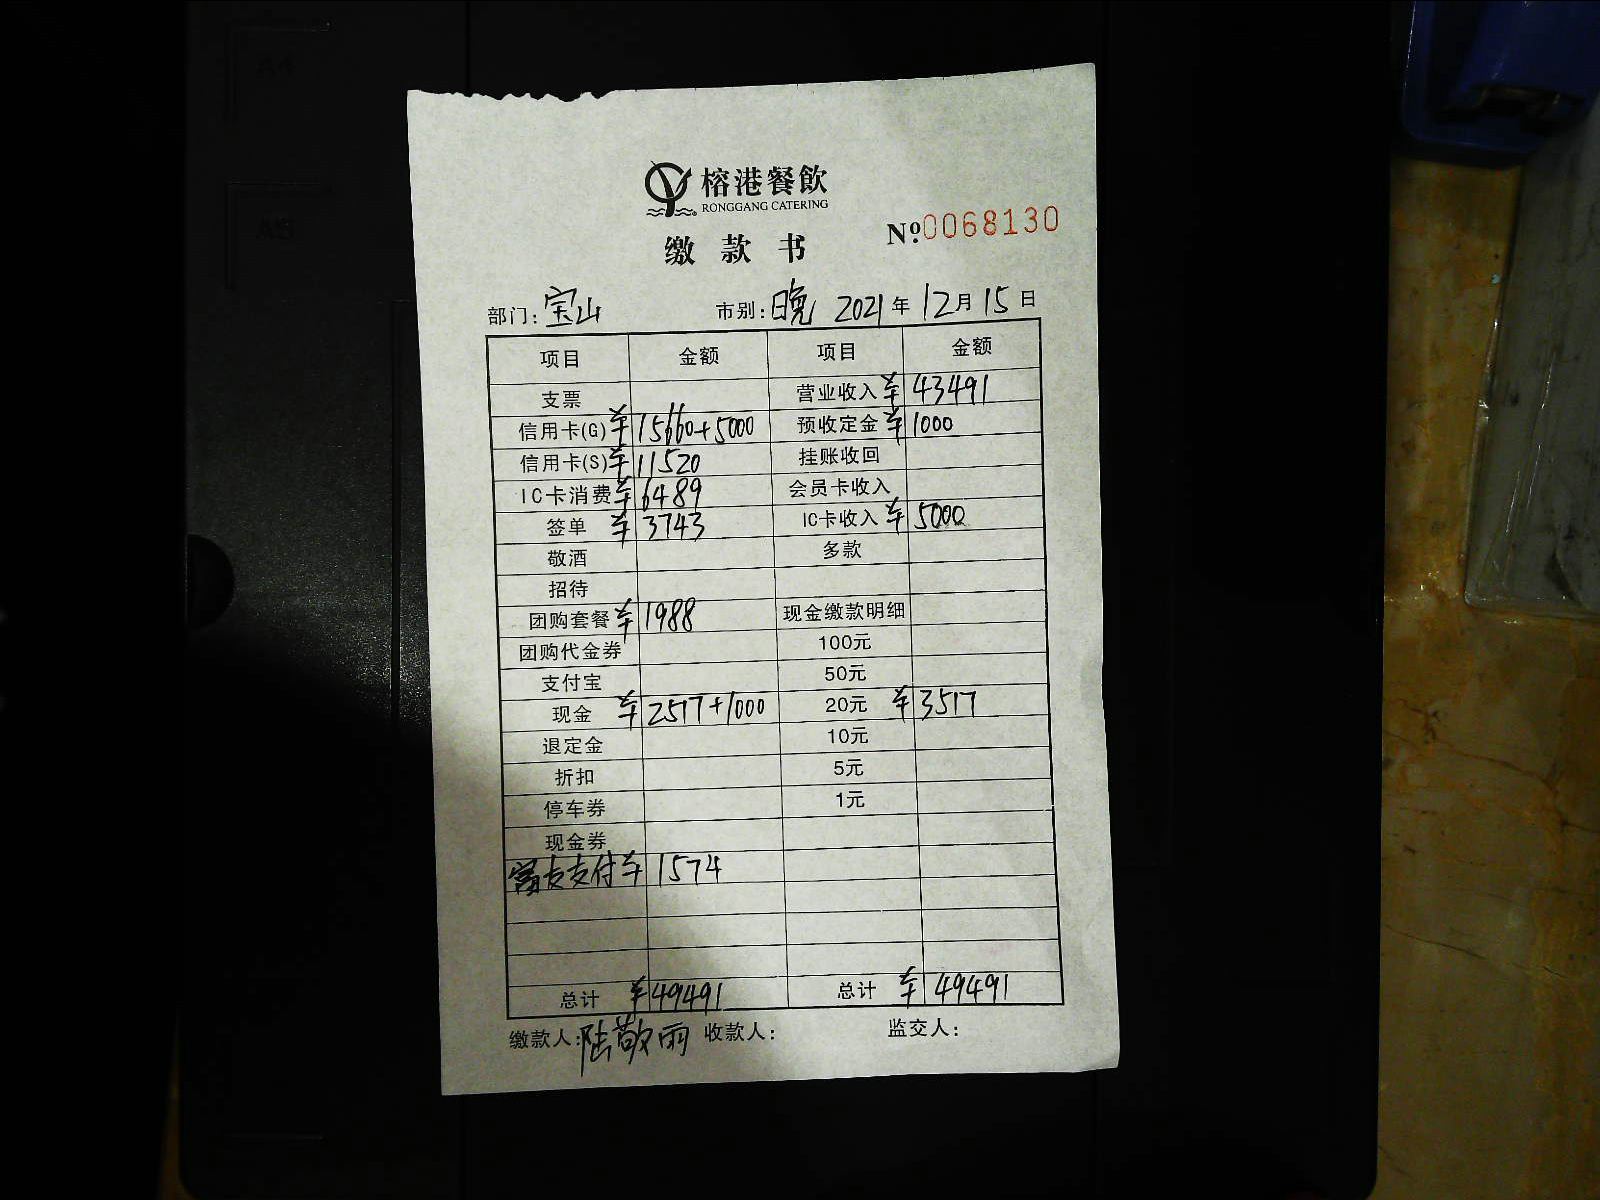 A4
A5
榕港餐飲
RONGGANG CATERING
缴款书
№:0068130
部门: 宝山 市别: 晚 2021年12月15日
项目 金额 项目 金额
支票 营业收入 ¥ 43491
信用卡(G) ¥ 15660+5000 预收定金 ¥ 1000
信用卡(S) ¥ 11520 挂账收回
IC卡消费 ¥ 6489 会员卡收入
签单 ¥ 3743 IC卡收入 ¥ 5000
敬酒 多款
招待
团购套餐 ¥ 1988 现金缴款明细
团购代金券 100元
支付宝 50元
现金 ¥ 2517+1000 20元 ¥ 3517
退定金 10元
折扣 5元
停车券 1元
现金券
富友支付 ¥ 1574
总计 ¥ 49491 总计 ¥ 49491
缴款人: 陆敬丽 收款人: 监交人: